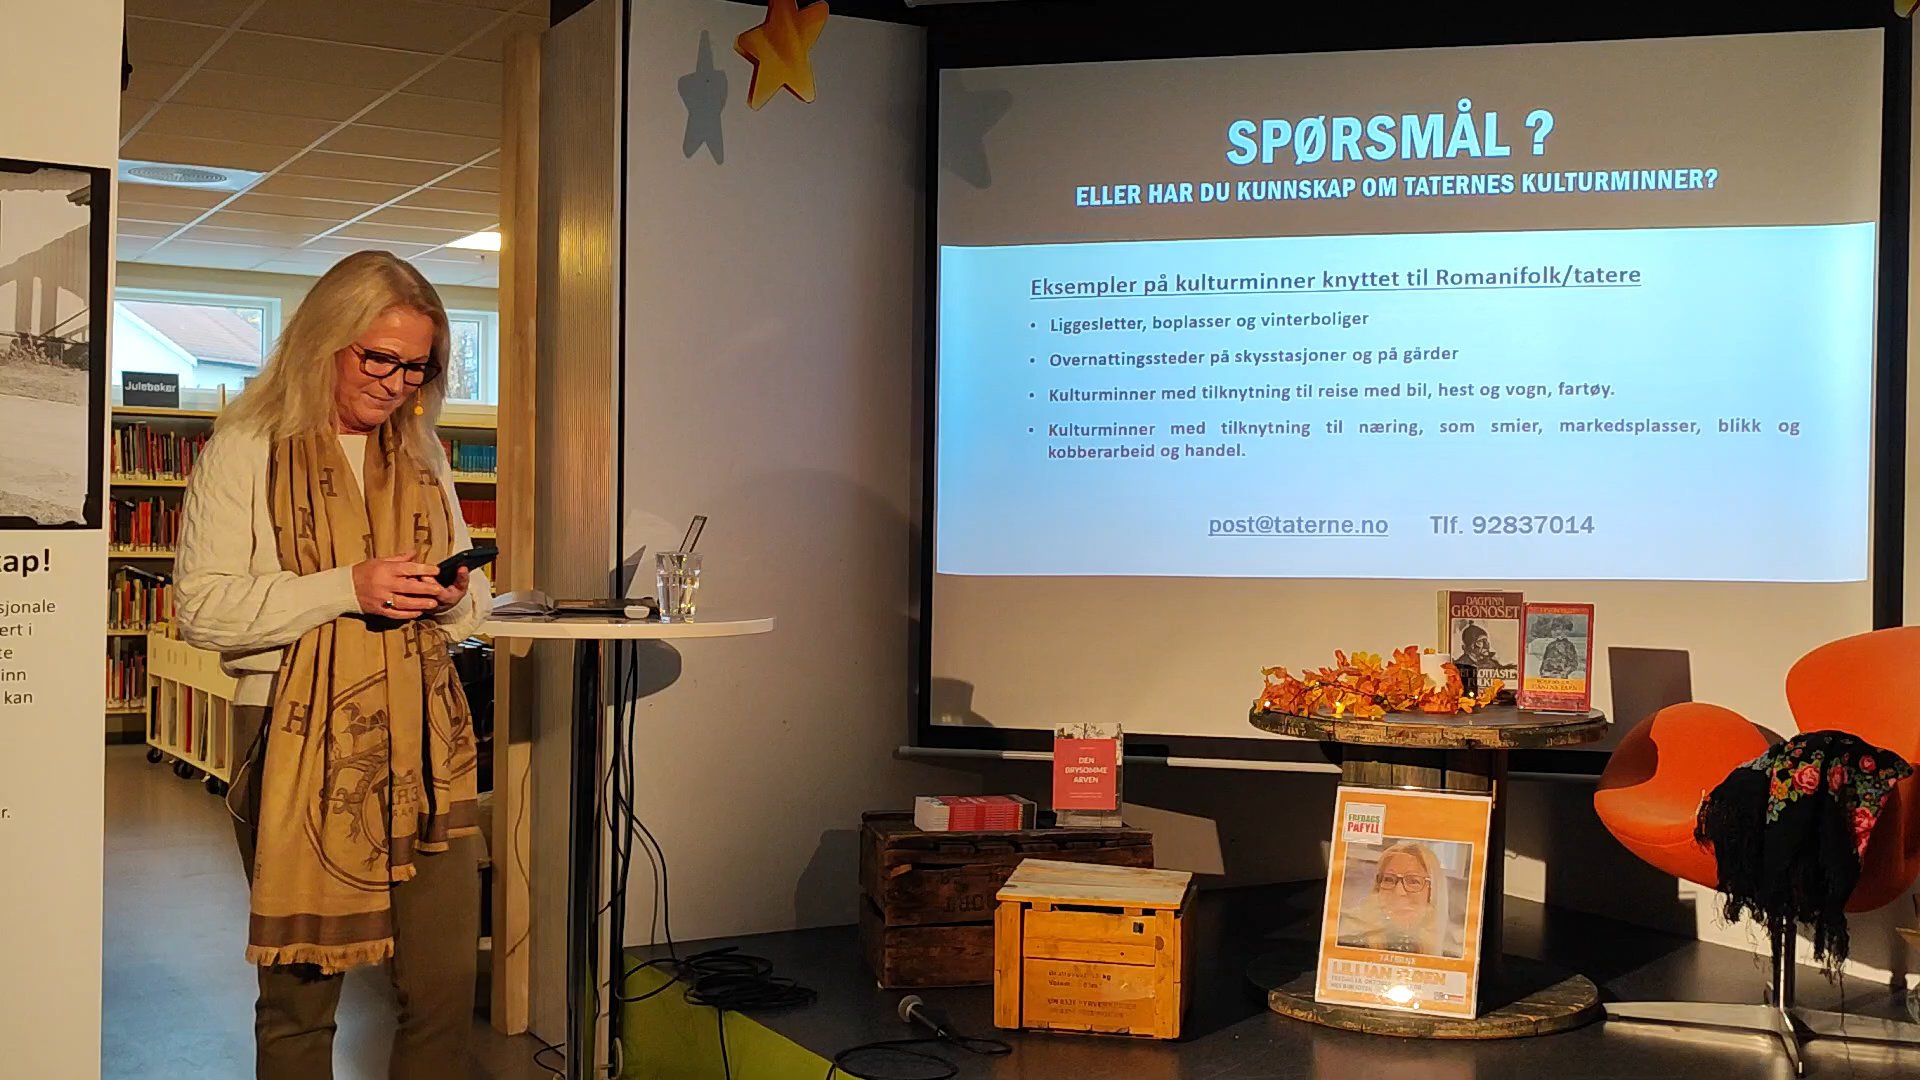 SPØRSMÅL ?
ELLER HAR DU KUNNSKAP OM TATERNES KULTURMINNER?
Eksempler på kulturminner knyttet til Romanifolk/tatere
• Liggesletter, boplasser og vinterboliger
• Overnattingssteder på skysstasjoner og på gårder
• Kulturminner med tilknytning til reise med bil, hest og vogn, fartøy.
• Kulturminner med tilknytning til næring, som smier, markedsplasser, blikk og
kobberarbeid og handel.
post@taterne.no Tlf. 92837014
Julebøker
ap!
sjonale
ert i
te
inn
kan
r.
H
H
H
H
DAGFINN
GRØNOSET
DEN
BRYSOMME
ARVEN
FREDAGS
PÅFYLL
TATERNE
LILLIAN